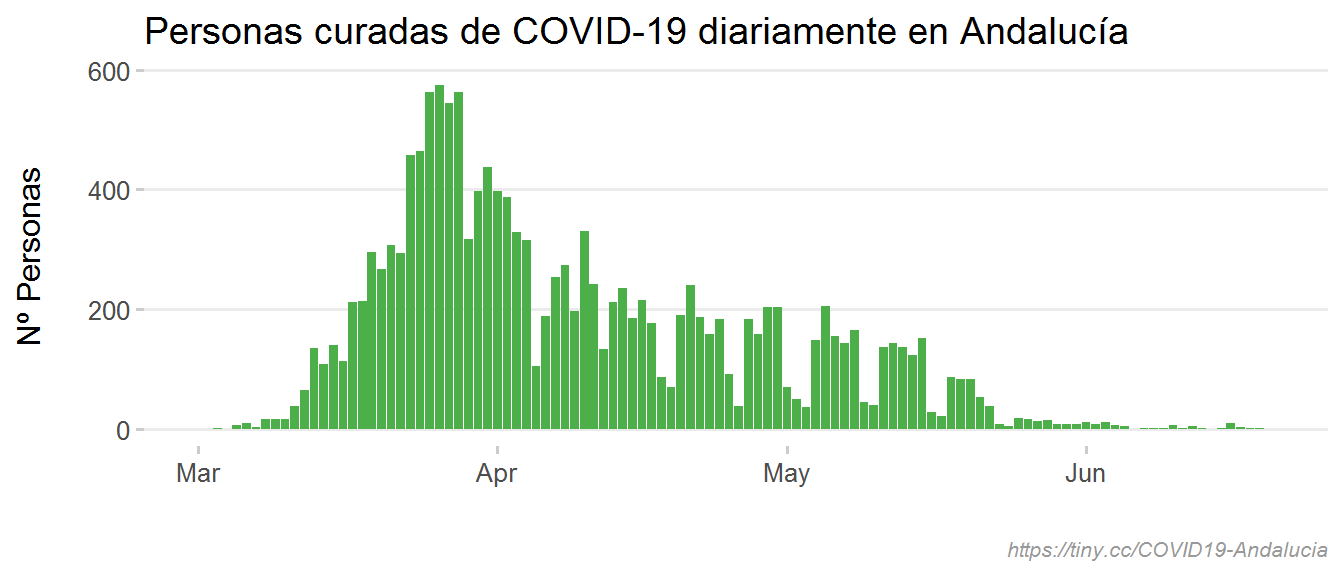 Personas curadas de COVID-19 diariamente en Andalucía
Nº Personas
600
400
200
0
Mar Apr May Jun
https://tiny.cc/COVID19-Andalucia